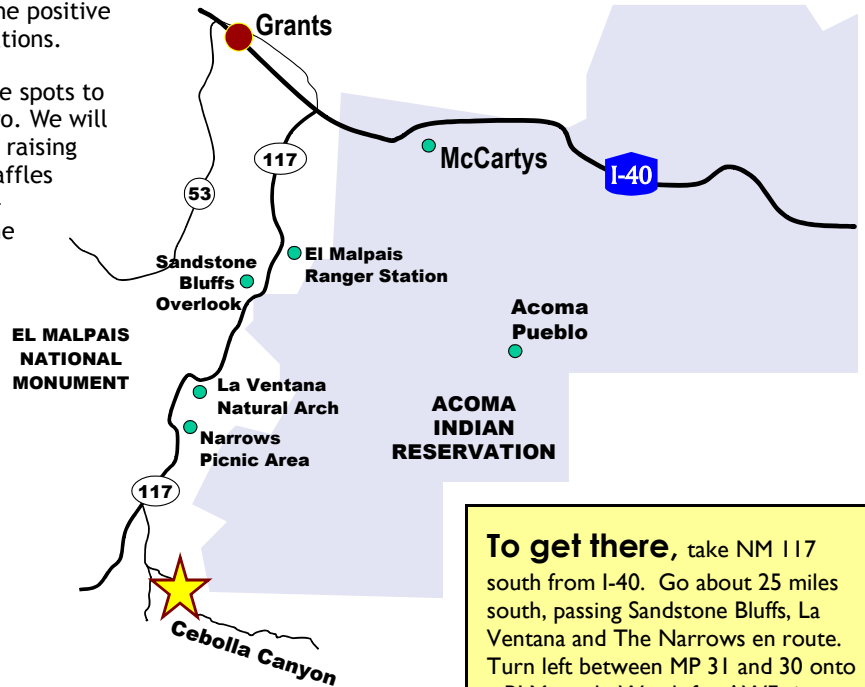 ne positive
tions.
e spots to
o. We will
raising
affles
ne
Grants
117
53
McCartys
I-40
Sandstone
Bluffs
Overlook
El Malpais
Ranger Station
Acoma
Pueblo
EL MALPAIS
NATIONAL
MONUMENT
La Ventana
Natural Arch
Narrows
Picnic Area
ACOMA
INDIAN
RESERVATION
117
Cebolla Canyon
To get there, take NM 117
south from I-40. Go about 25 miles
south, passing Sandstone Bluffs, La
Ventana and The Narrows en route.
Turn left between MP 31 and 30 onto